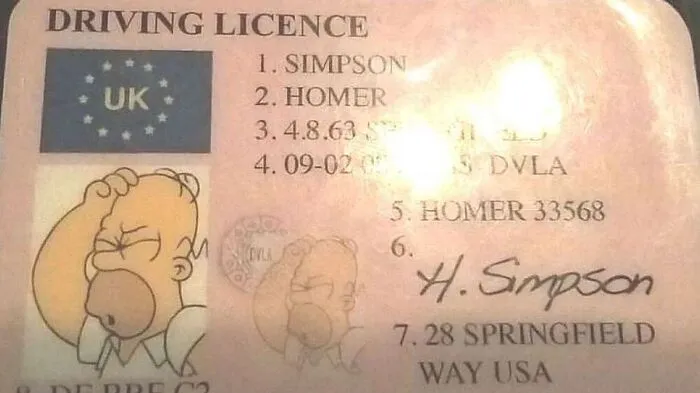 DRIVING LICENCE
UK
1. SIMPSON
2. HOMER
3. 4.8.63
4. 09-02 DVLA
DVLA
5. HOMER 33568
6.
H. Simpson
7. 28 SPRINGFIELD
WAY USA